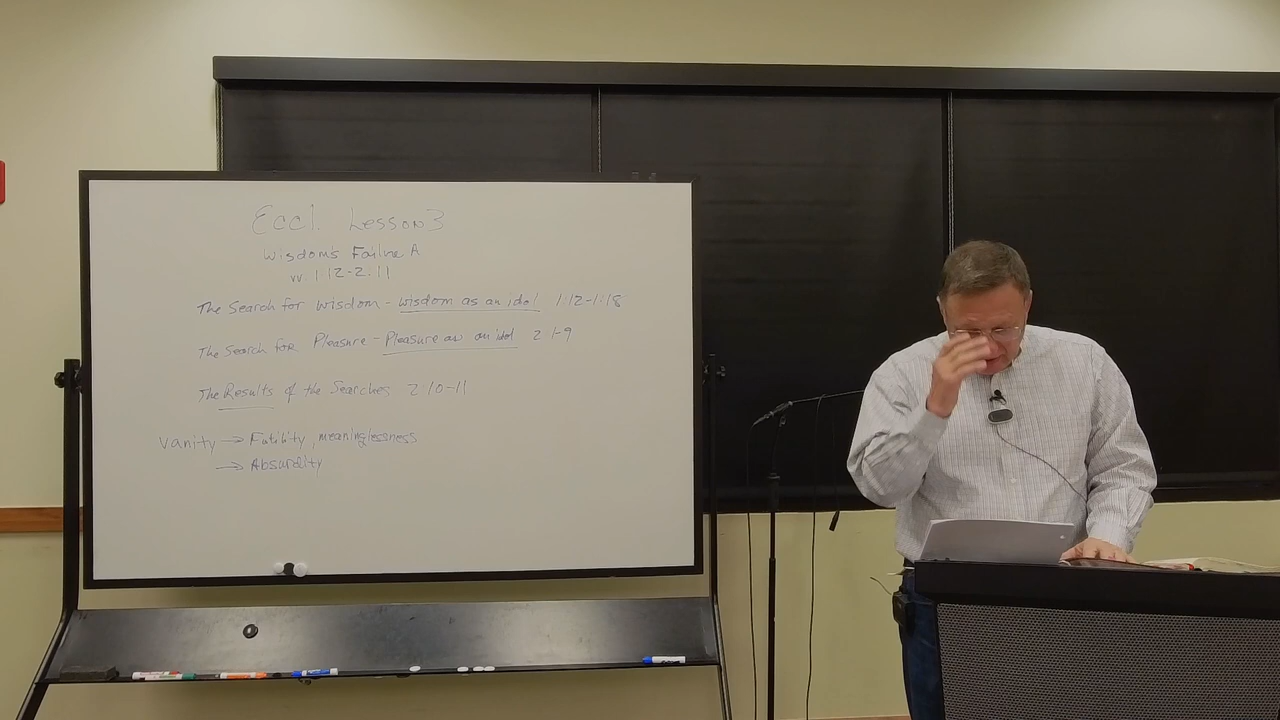 Eccl. Lesson 3
Wisdom's Failure A
vv 1:12-2:11
The Search for Wisdom - Wisdom as an idol 1:12-1:18
The Search for Pleasure - Pleasure as an idol 2:1-9
The Results of the Searches 2:10-11
Vanity → Futility, meaninglessness
→ Absurdity